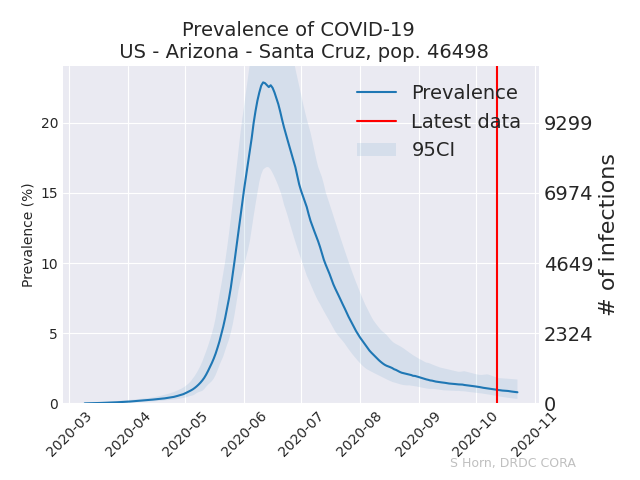 Prevalence of COVID-19
US - Arizona - Santa Cruz, pop. 46498
Prevalence
Latest data
95CI
Prevalence (%)
20
15
10
5
0
9299
6974
4649
2324
0
# of infections
2020-03
2020-04
2020-05
2020-06
2020-07
2020-08
2020-09
2020-10
2020-11
S Horn, DRDC CORA